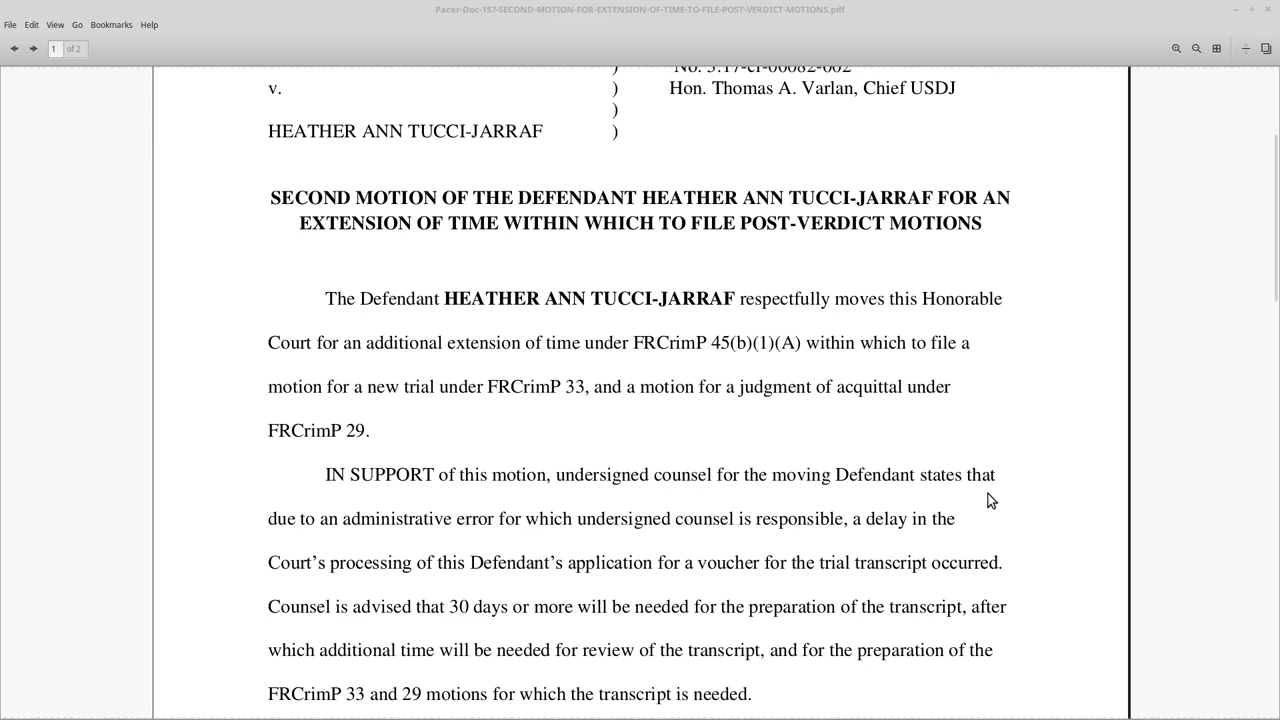 Pacer-Doc-157-SECOND-MOTION-FOR-EXTENSION-OF-TIME-TO-FILE-POST-VERDICT-MOTIONS.pdf
File Edit View Go Bookmarks Help
1 of 2
) No. 3:17-cr-00082-002
v. ) Hon. Thomas A. Varlan, Chief USDJ
)
HEATHER ANN TUCCI-JARRAF )
SECOND MOTION OF THE DEFENDANT HEATHER ANN TUCCI-JARRAF FOR AN
EXTENSION OF TIME WITHIN WHICH TO FILE POST-VERDICT MOTIONS
The Defendant HEATHER ANN TUCCI-JARRAF respectfully moves this Honorable
Court for an additional extension of time under FRCrimP 45(b)(1)(A) within which to file a
motion for a new trial under FRCrimP 33, and a motion for a judgment of acquittal under
FRCrimP 29.
IN SUPPORT of this motion, undersigned counsel for the moving Defendant states that
due to an administrative error for which undersigned counsel is responsible, a delay in the
Court’s processing of this Defendant’s application for a voucher for the trial transcript occurred.
Counsel is advised that 30 days or more will be needed for the preparation of the transcript, after
which additional time will be needed for review of the transcript, and for the preparation of the
FRCrimP 33 and 29 motions for which the transcript is needed.